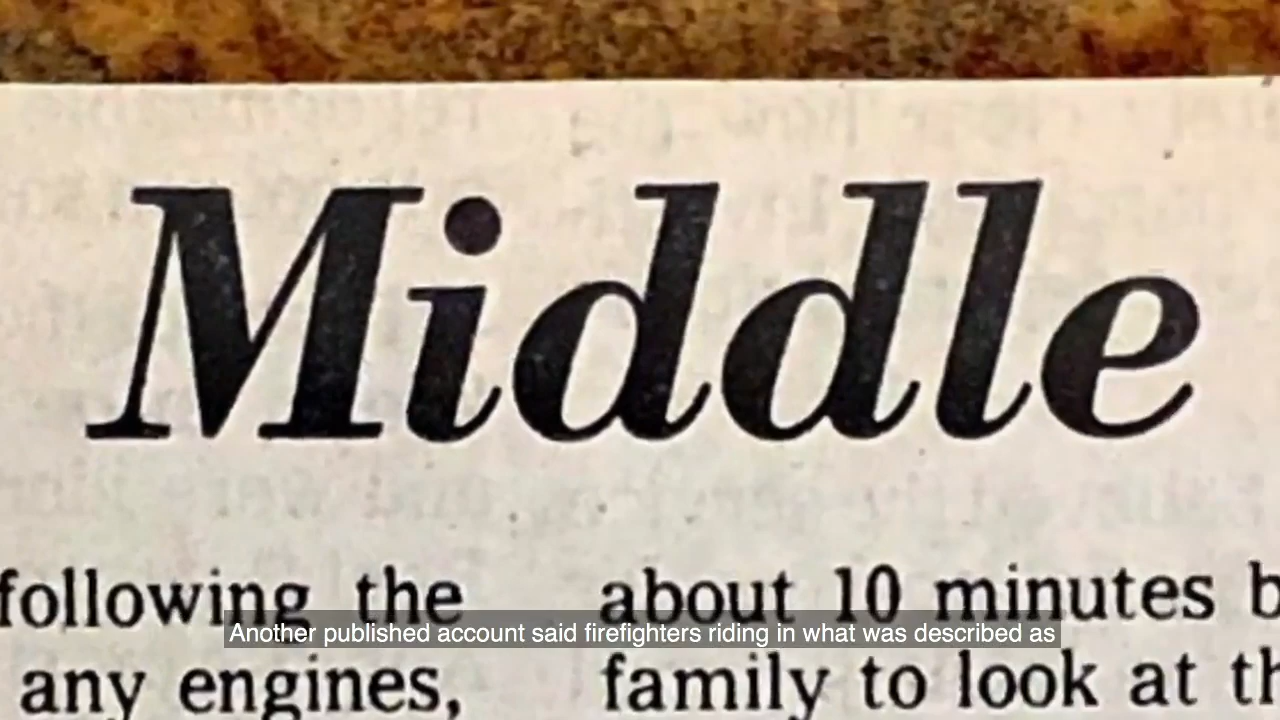 Middle
following the
any engines,
about 10 minutes b
family to look at th
Another published account said firefighters riding in what was described as